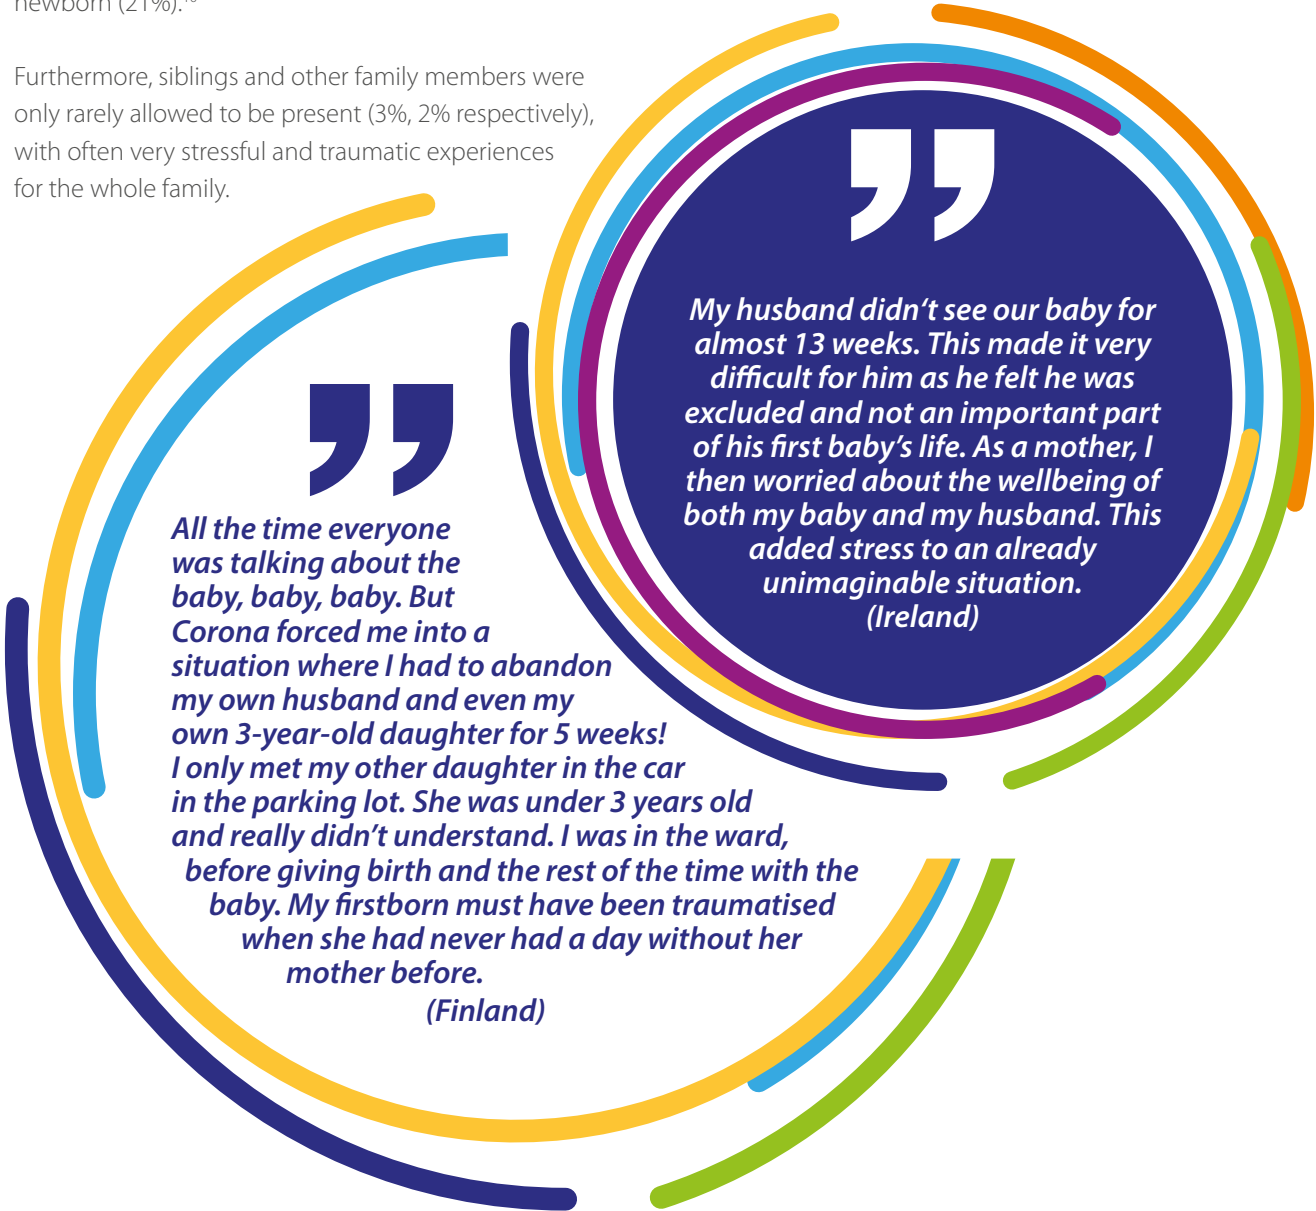 newborn (21%).
Furthermore, siblings and other family members were
only rarely allowed to be present (3%, 2% respectively),
with often very stressful and traumatic experiences
for the whole family.
”
My husband didn‘t see our baby for
almost 13 weeks. This made it very
difficult for him as he felt he was
excluded and not an important part
of his first baby’s life. As a mother, I
then worried about the wellbeing of
both my baby and my husband. This
added stress to an already
unimaginable situation.
(Ireland)
”
All the time everyone
was talking about the
baby, baby, baby. But
Corona forced me into a
situation where I had to abandon
my own husband and even my
own 3-year-old daughter for 5 weeks!
I only met my other daughter in the car
in the parking lot. She was under 3 years old
and really didn’t understand. I was in the ward,
before giving birth and the rest of the time with the
baby. My firstborn must have been traumatised
when she had never had a day without her
mother before.
(Finland)